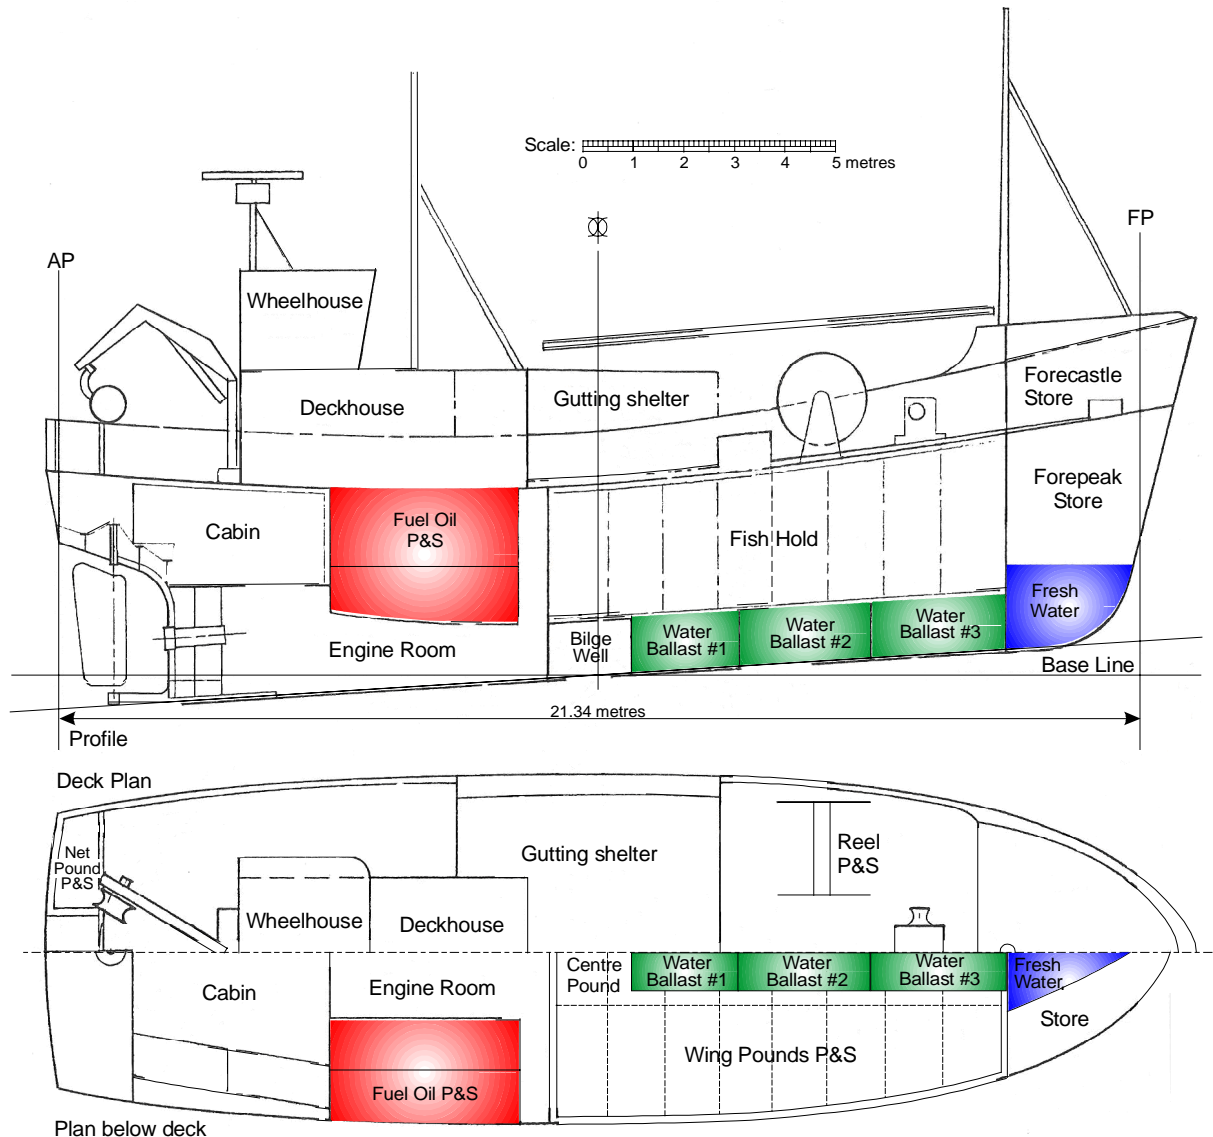 Scale:
0 1 2 3 4 5 metres
AP
FP
Wheelhouse
Deckhouse
Gutting shelter
Forecastle
Store
Forepeak
Store
Cabin
Fuel Oil
P&S
Fish Hold
Fresh
Water
Engine Room
Bilge
Well
Water
Ballast #1
Water
Ballast #2
Water
Ballast #3
Base Line
21.34 metres
Profile
Deck Plan
Net
Pound
P&S
Wheelhouse
Deckhouse
Gutting shelter
Reel
P&S
Cabin
Engine Room
Centre
Pound
Water
Ballast #1
Water
Ballast #2
Water
Ballast #3
Fresh
Water
Store
Wing Pounds P&S
Fuel Oil P&S
Plan below deck